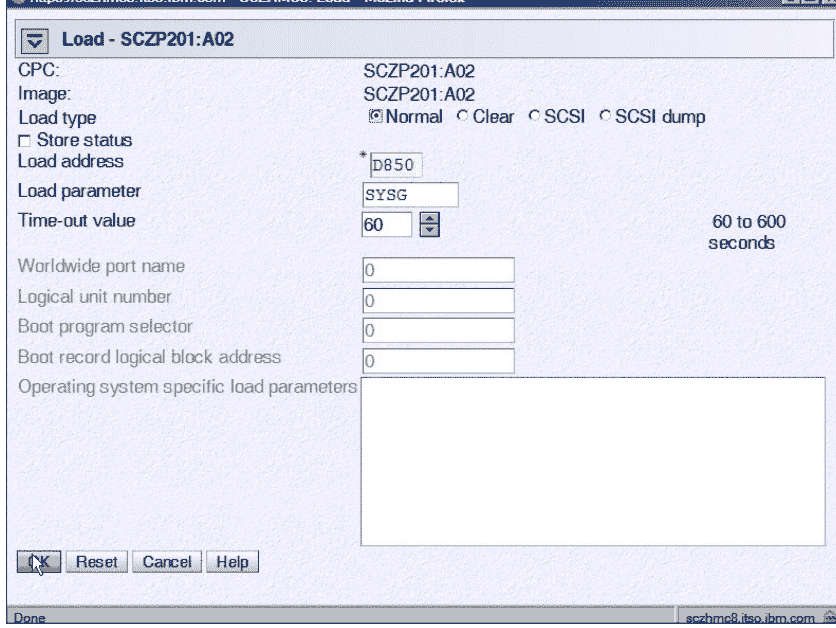 Load - SCZP201:A02
CPC: SCZP201:A02
Image: SCZP201:A02
Load type Normal Clear SCSI SCSI dump
Store status
Load address * D850
Load parameter SYSG
Time-out value 60 60 to 600
seconds
Worldwide port name 0
Logical unit number 0
Boot program selector 0
Boot record logical block address 0
Operating system specific load parameters
OK Reset Cancel Help
Done sczhmc8.itso.ibm.com